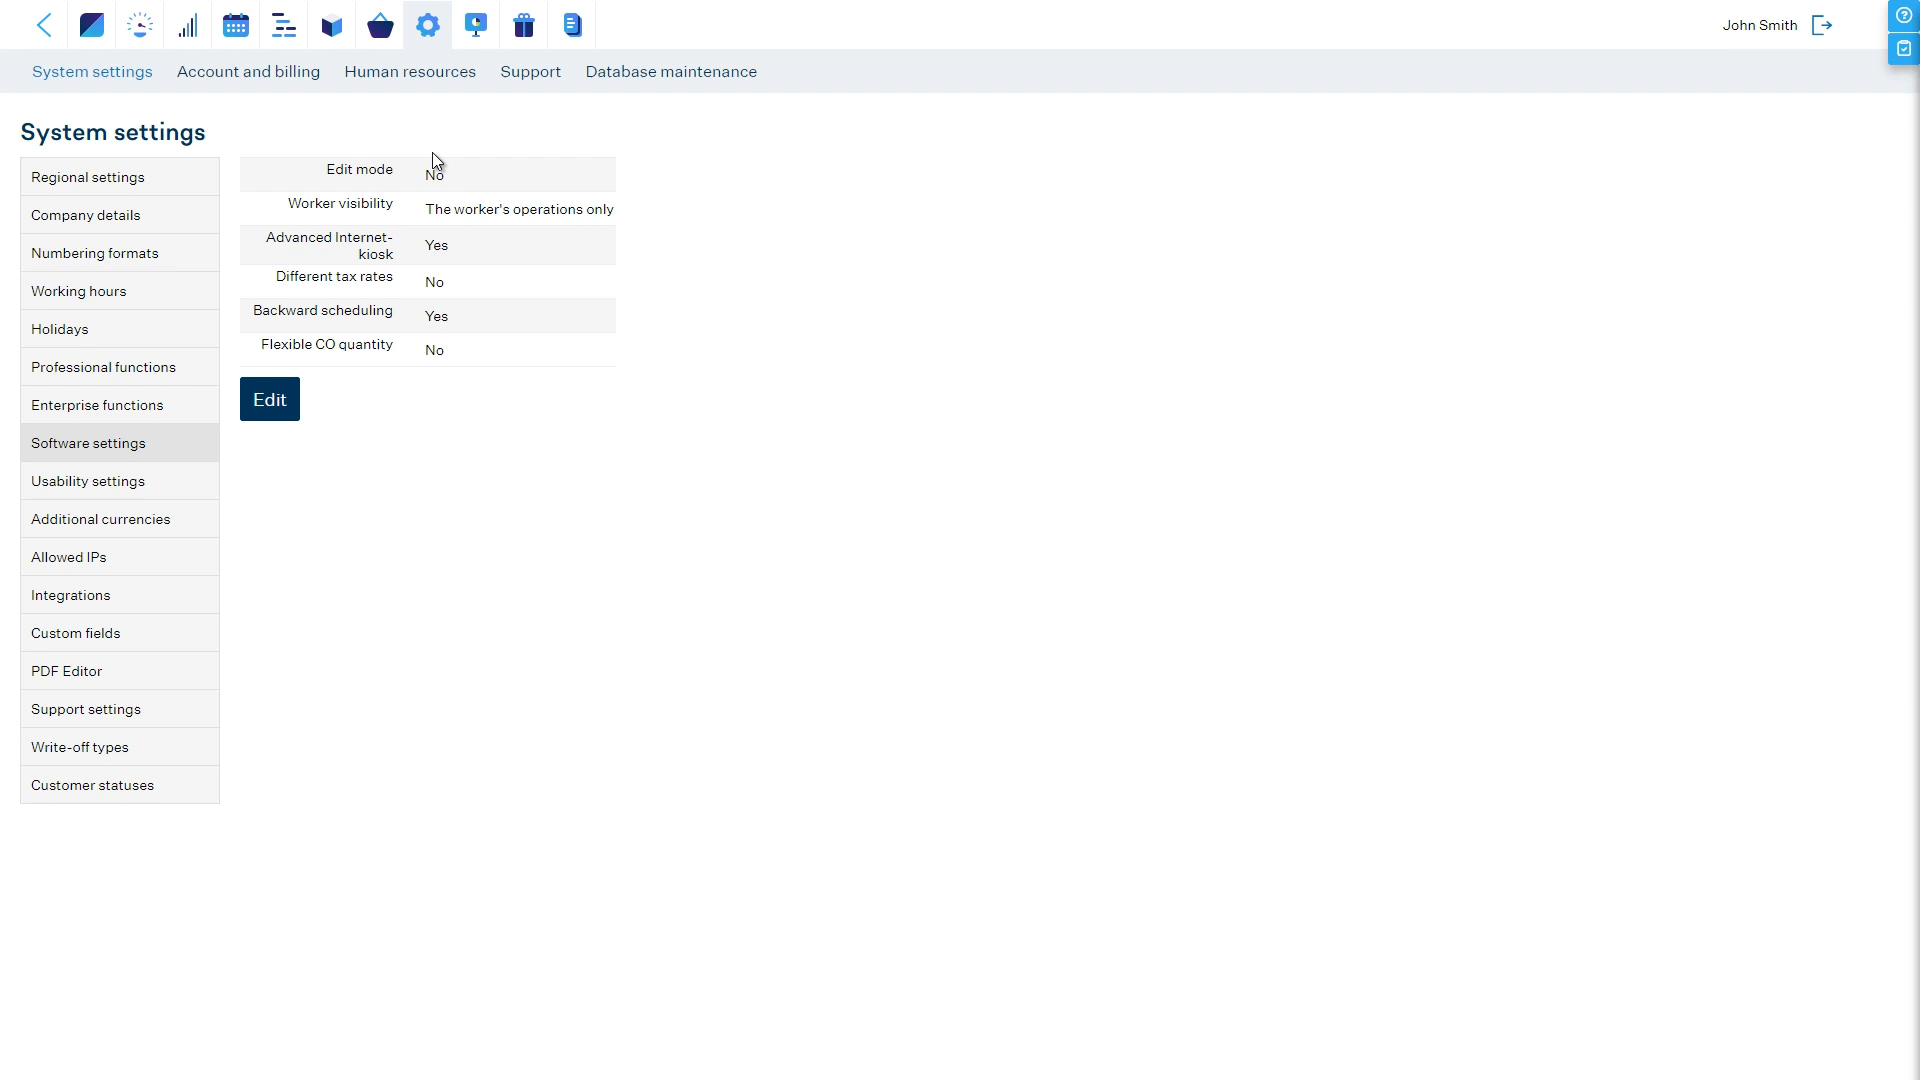 John Smith
System settings
Account and billing
Human resources
Support
Database maintenance
System settings
Regional settings
Company details
Numbering formats
Working hours
Holidays
Professional functions
Enterprise functions
Software settings
Usability settings
Additional currencies
Allowed IPs
Integrations
Custom fields
PDF Editor
Support settings
Write-off types
Customer statuses
Edit mode
No
Worker visibility
The worker's operations only
Advanced Internet-
kiosk
Yes
Different tax rates
No
Backward scheduling
Yes
Flexible CO quantity
No
Edit